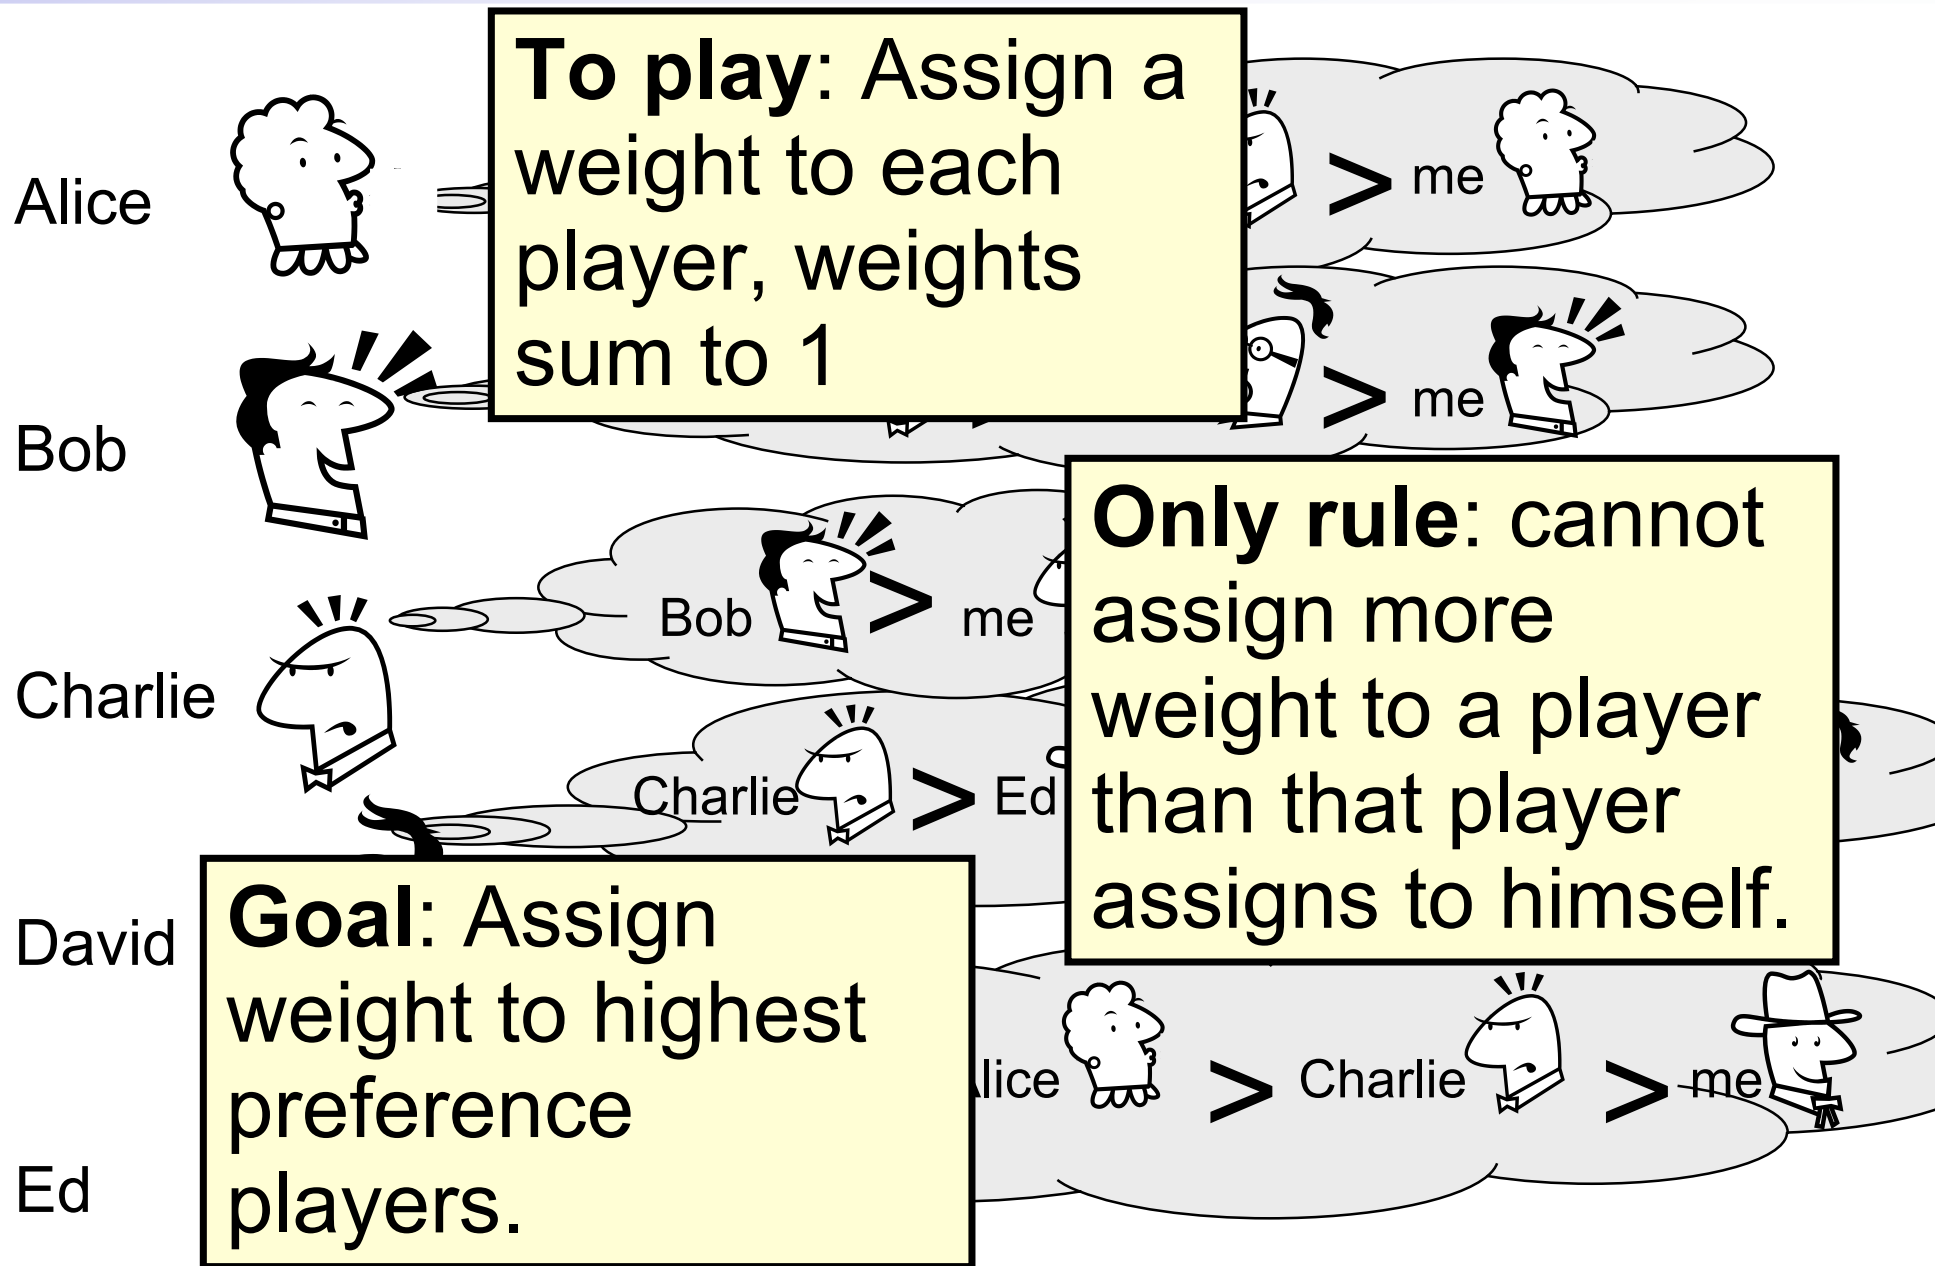 To play: Assign a
weight to each
player, weights
sum to 1
Alice
> me
Bob
> me
Only rule: cannot
assign more
weight to a player
than that player
assigns to himself.
Bob > me
Charlie
Charlie > Ed
David
Goal: Assign
weight to highest
preference
players.
lice > Charlie > me
Ed